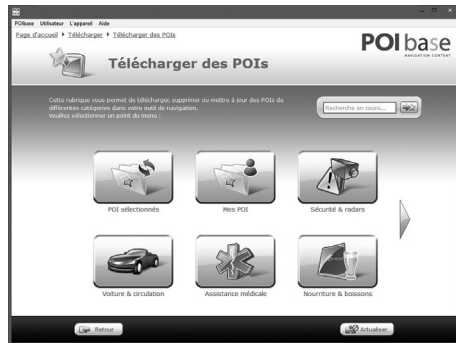 POIbase Utilisateur L'appareil Aide
Page d'accueil Télécharger Télécharger des POIs
POI base
NAVIGATION CONTENT
Télécharger des POIs
Cette rubrique vous permet de télécharger, supprimer ou mettre à jour des POIs de
différentes catégories dans votre outil de navigation.
Veuillez sélectionner un point du menu :
Recherche en cours...
POI sélectionnés
Mes POI
Sécurité & radars
Voiture & circulation
Assistance médicale
Nourriture & boissons
Retour
Actualiser